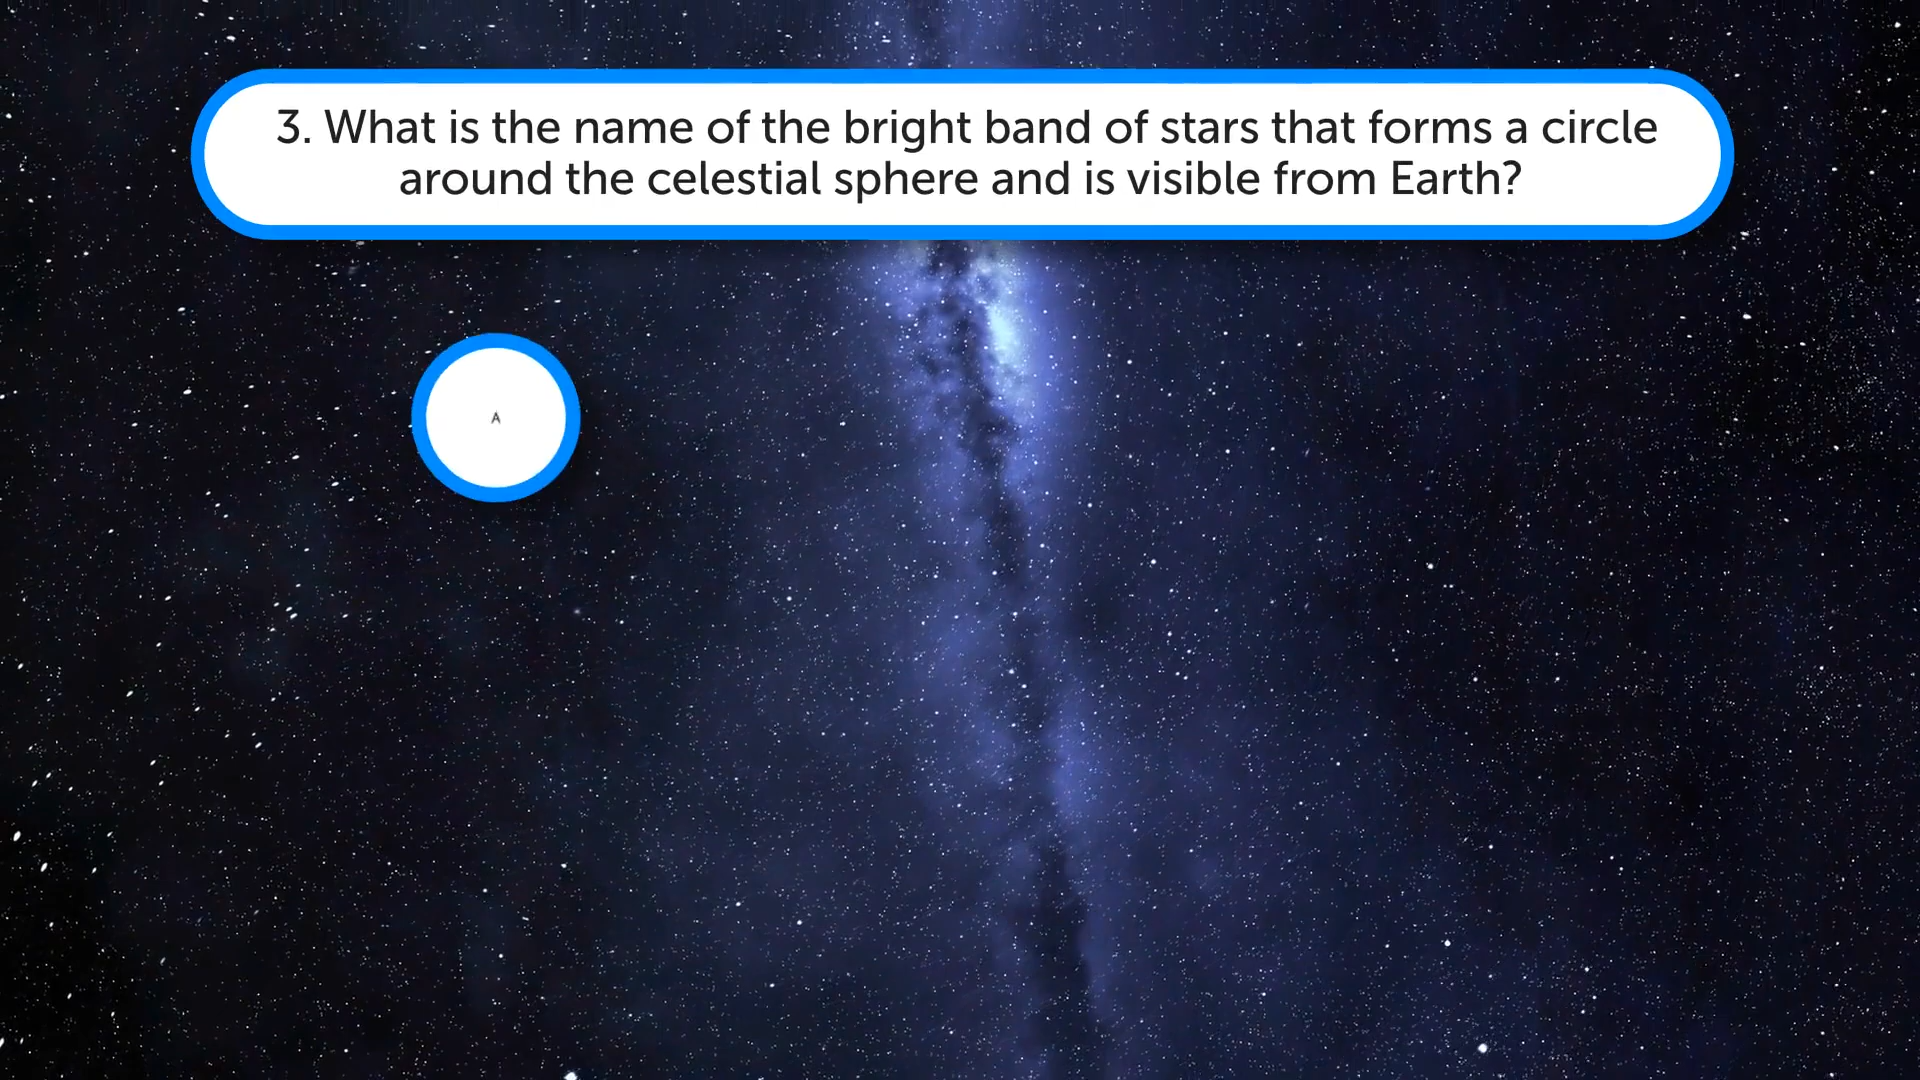 3. What is the name of the bright band of stars that forms a circle
around the celestial sphere and is visible from Earth?
A